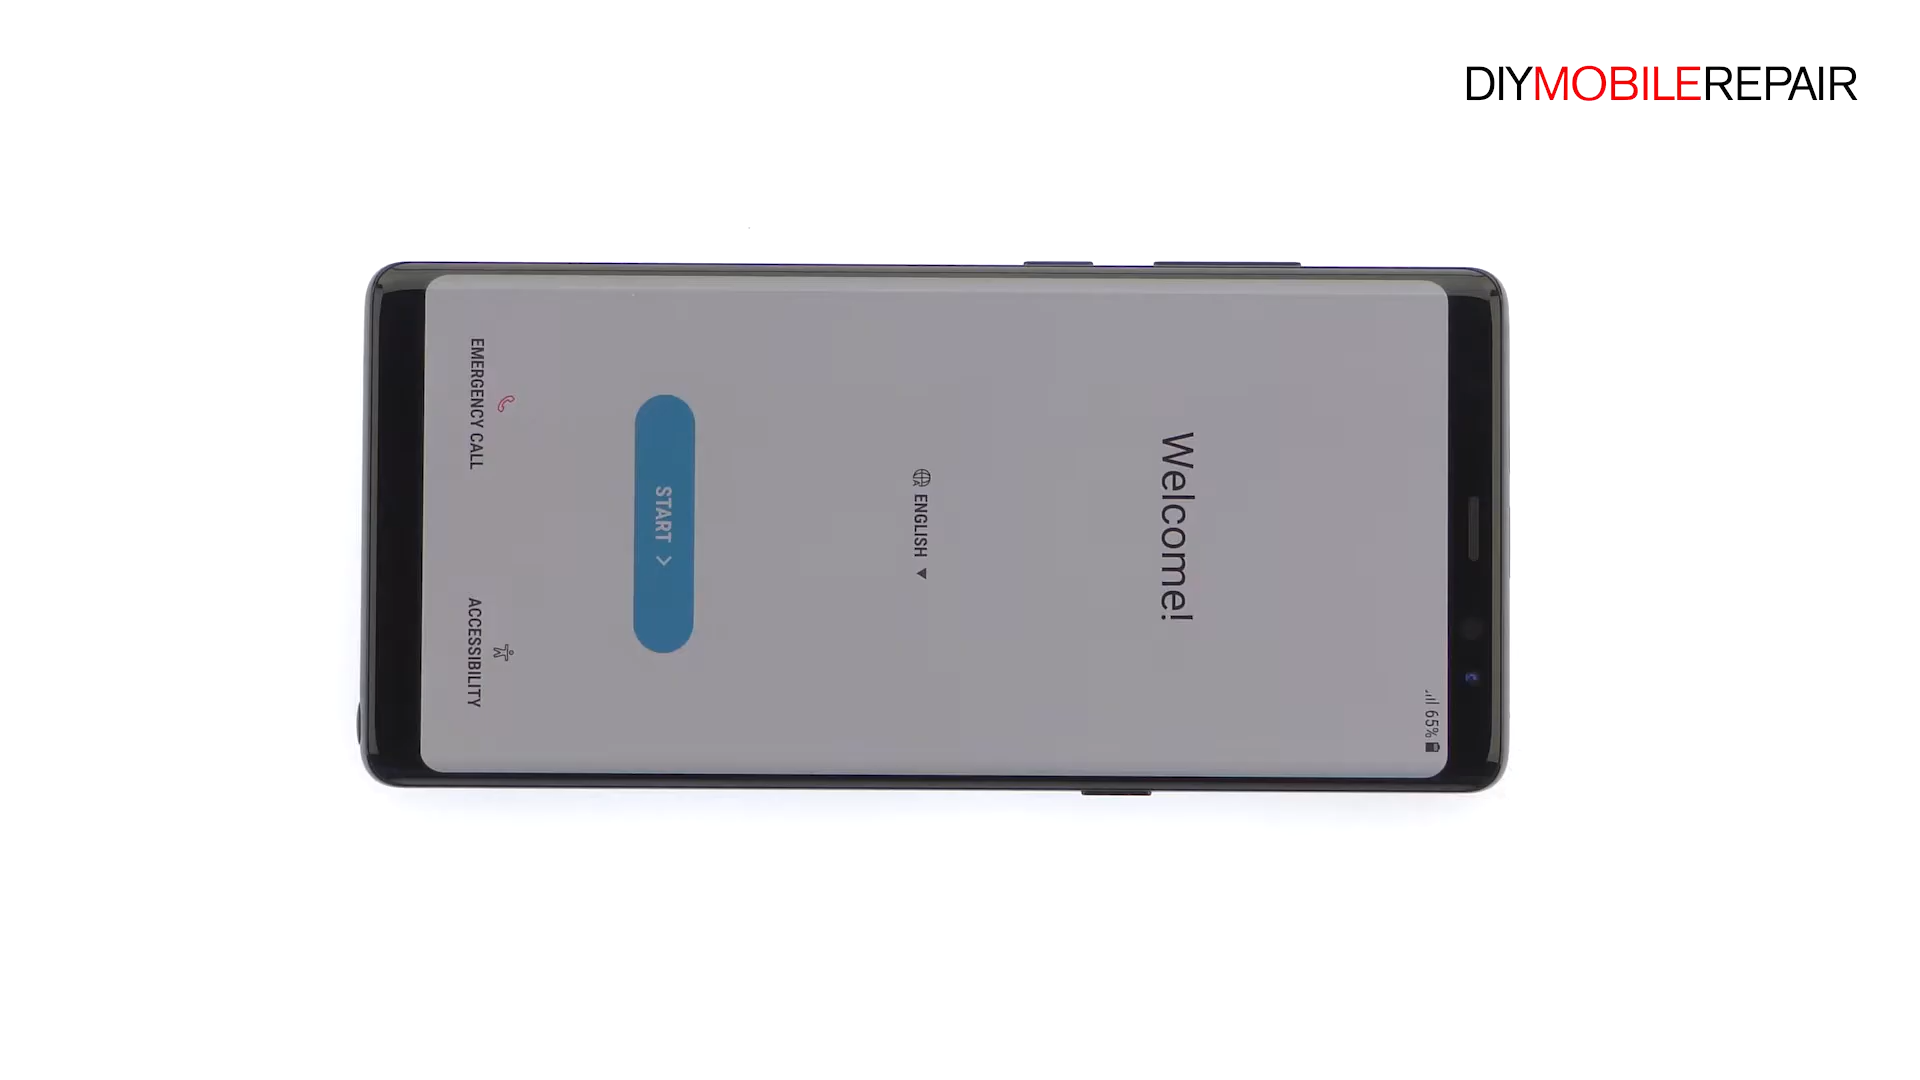 DIYMOBILEREPAIR
65%
Welcome!
ENGLISH
START
EMERGENCY CALL
ACCESSIBILITY